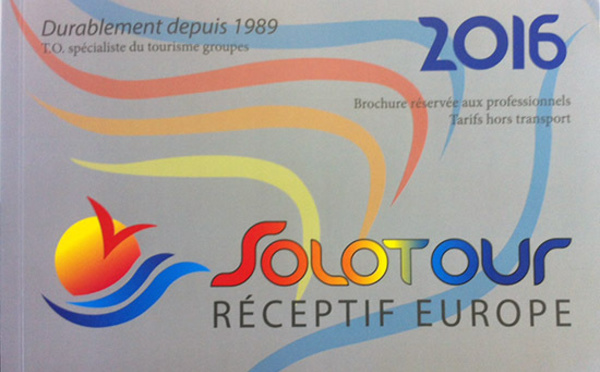 Durablement depuis 1989
T.O. spécialiste du tourisme groupes
2016
Brochure réservée aux professionnels
Tarifs hors transport
SOLOTOUR
RÉCEPTIF EUROPE